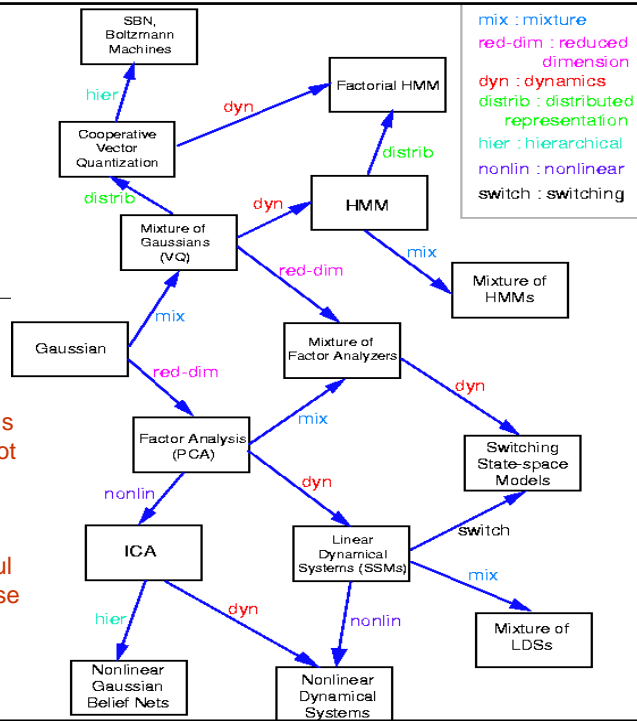 SBN,
Boltzmann
Machines
mix : mixture
red-dim : reduced
dimension
dyn : dynamics
distrib : distributed
representation
hier : hierarchical
nonlin : nonlinear
switch : switching
hier
dyn
Factorial HMM
Cooperative
Vector
Quantization
distrib
distrib
dyn
HMM
Mixture of
Gaussians
(VQ)
red-dim
mix
Mixture of
HMMs
mix
Gaussian
Mixture of
Factor Analyzers
red-dim
dyn
mix
s
ot
Factor Analysis
(PCA)
Switching
State-space
Models
nonlin
dyn
switch
ICA
Linear
Dynamical
Systems (SSMs)
ul
se
mix
hier
dyn
nonlin
Mixture of
LDSs
Nonlinear
Gaussian
Belief Nets
Nonlinear
Dynamical
Systems